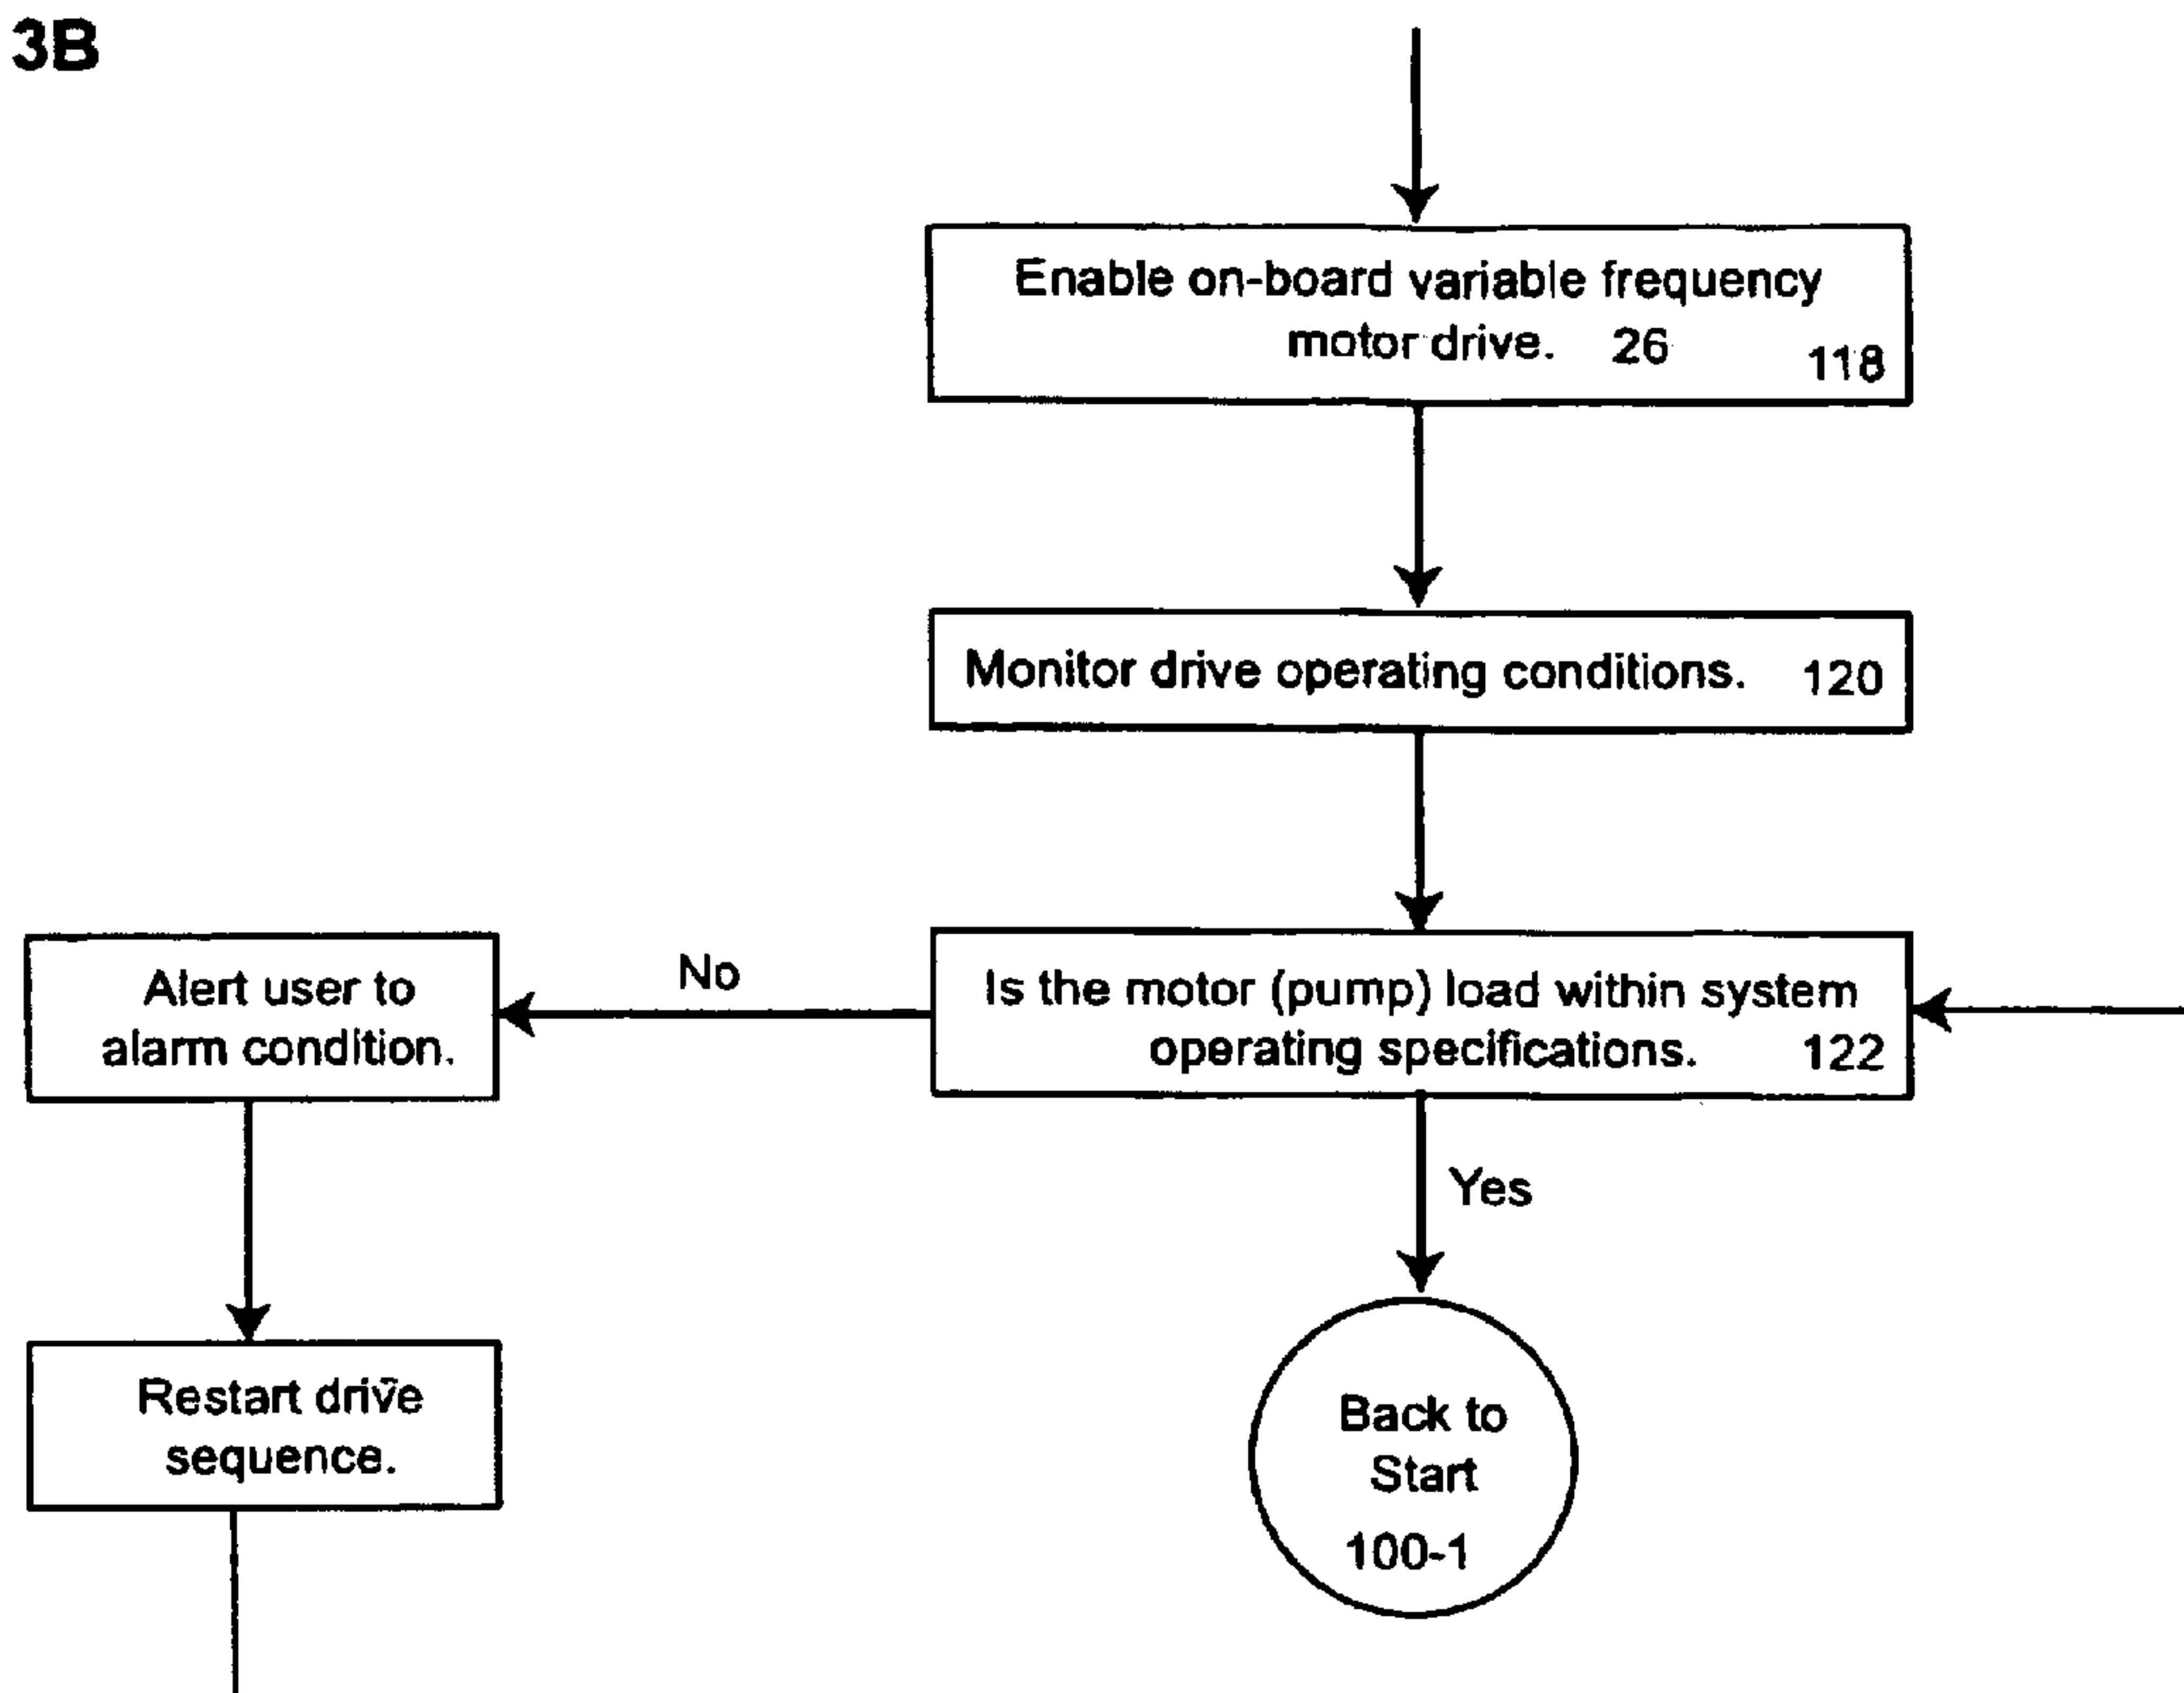 3B
Enable on-board variable frequency
motor drive. 26
118
Monitor drive operating conditions. 120
Alert user to
alarm condition.
No
Is the motor (pump) load within system
operating specifications. 122
Yes
Restart drive
sequence.
Back to
Start
100-1